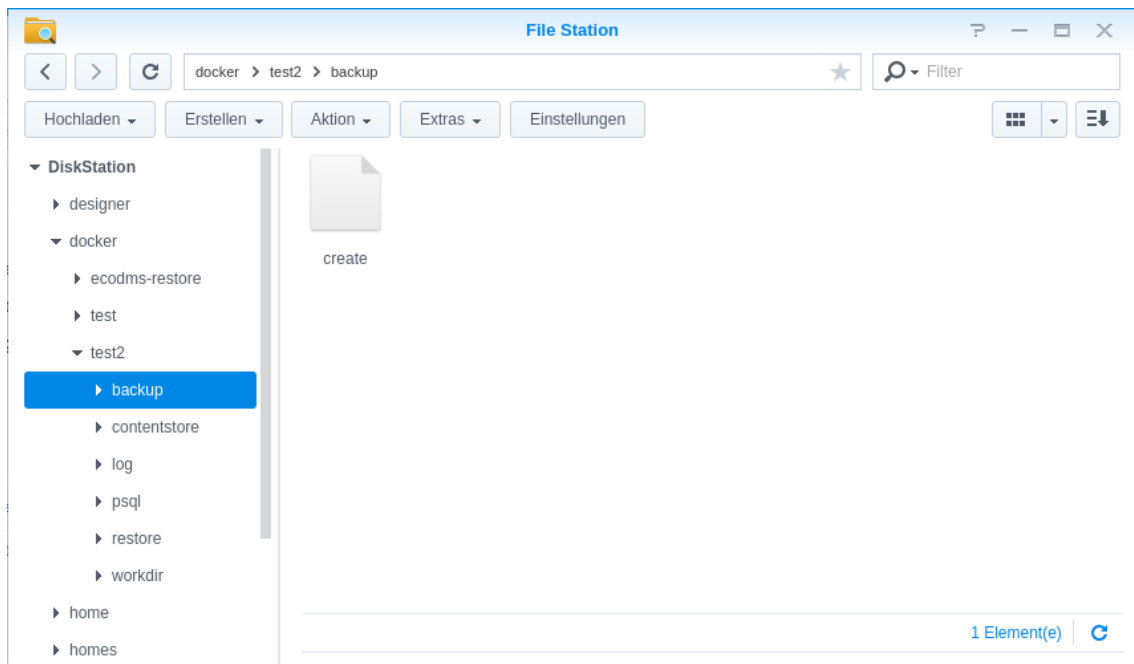 File Station
docker > test2 > backup
Filter
Hochladen Erstellen Aktion Extras Einstellungen
DiskStation
designer
docker
ecodms-restore
test
test2
backup
contentstore
log
psql
restore
workdir
home
homes
create
1 Element(e)